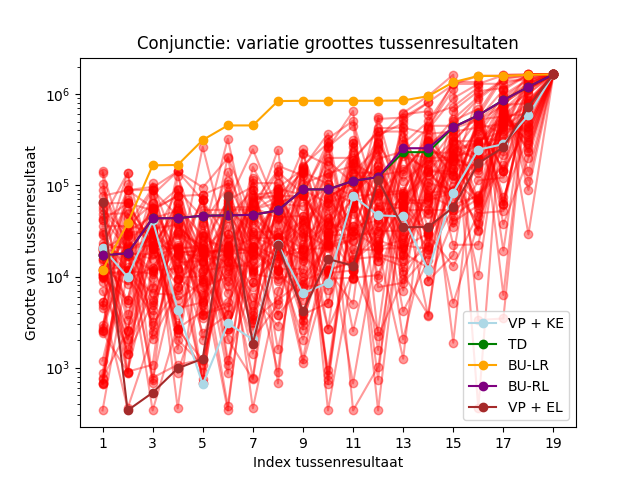 Conjunctie: variatie groottes tussenresultaten
Grootte van tussenresultaat
10^6
10^5
10^4
10^3
1 3 5 7 9 11 13 15 17 19
Index tussenresultaat
VP + KE
TD
BU-LR
BU-RL
VP + EL